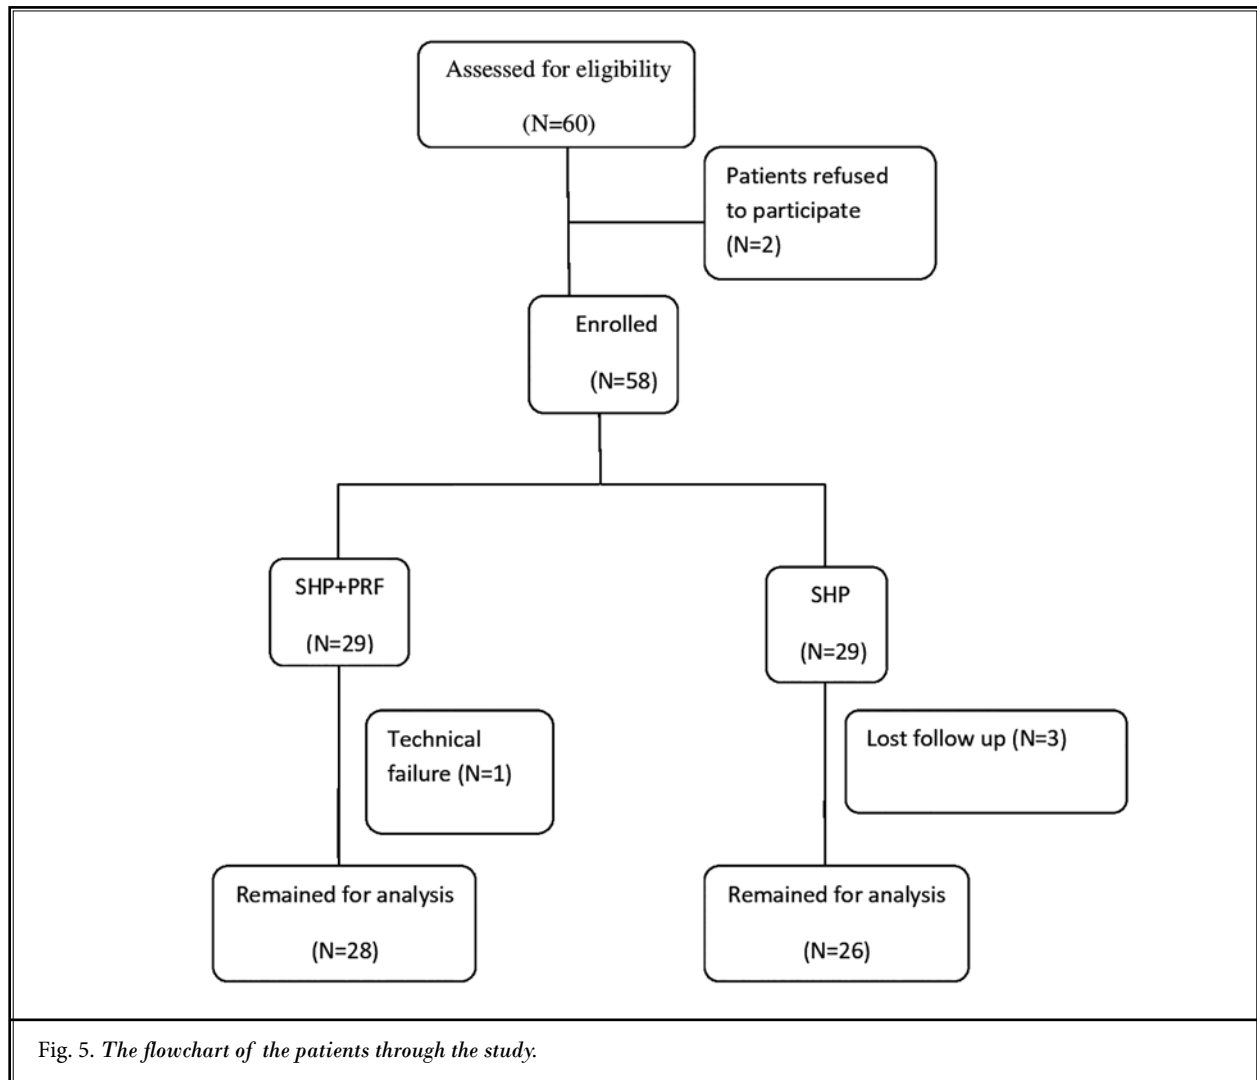 Assessed for eligibility
(N=60)
Patients refused
to participate
(N=2)
Enrolled
(N=58)
SHP+PRF
(N=29)
SHP
(N=29)
Technical
failure (N=1)
Lost follow up (N=3)
Remained for analysis
(N=28)
Remained for analysis
(N=26)
Fig. 5. The flowchart of the patients through the study.